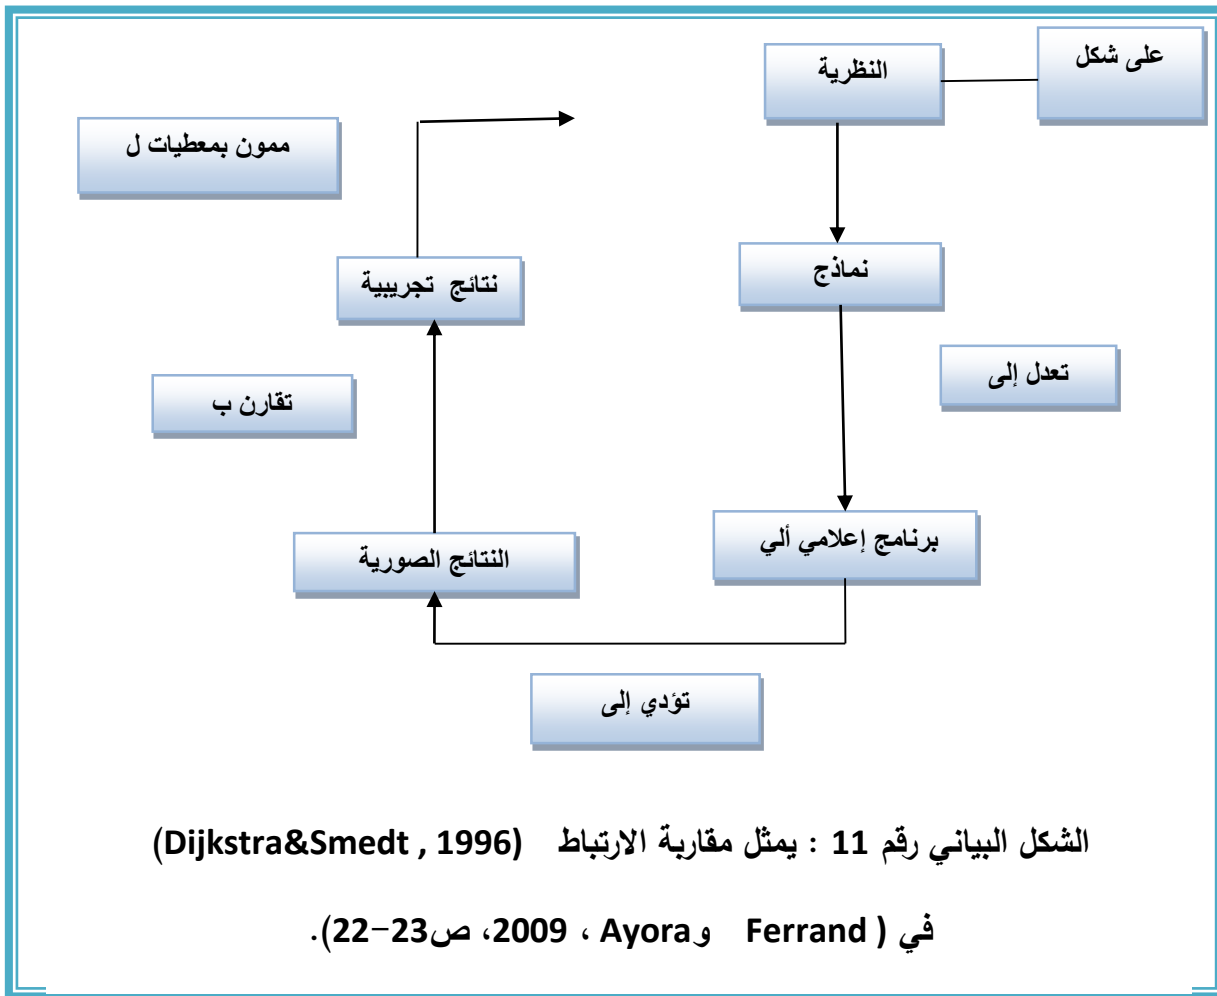 على شكل
النظرية
ممون بمعطيات ل
نماذج
نتائج تجريبية
تعدل إلى
تقارن ب
برنامج إعلامي ألي
النتائج الصورية
تؤدي إلى
الشكل البياني رقم 11 : يمثل مقاربة الارتباط (Dijkstra&Smedt , 1996)
في ( Ferrand وAyora ، 2009، ص23-22).